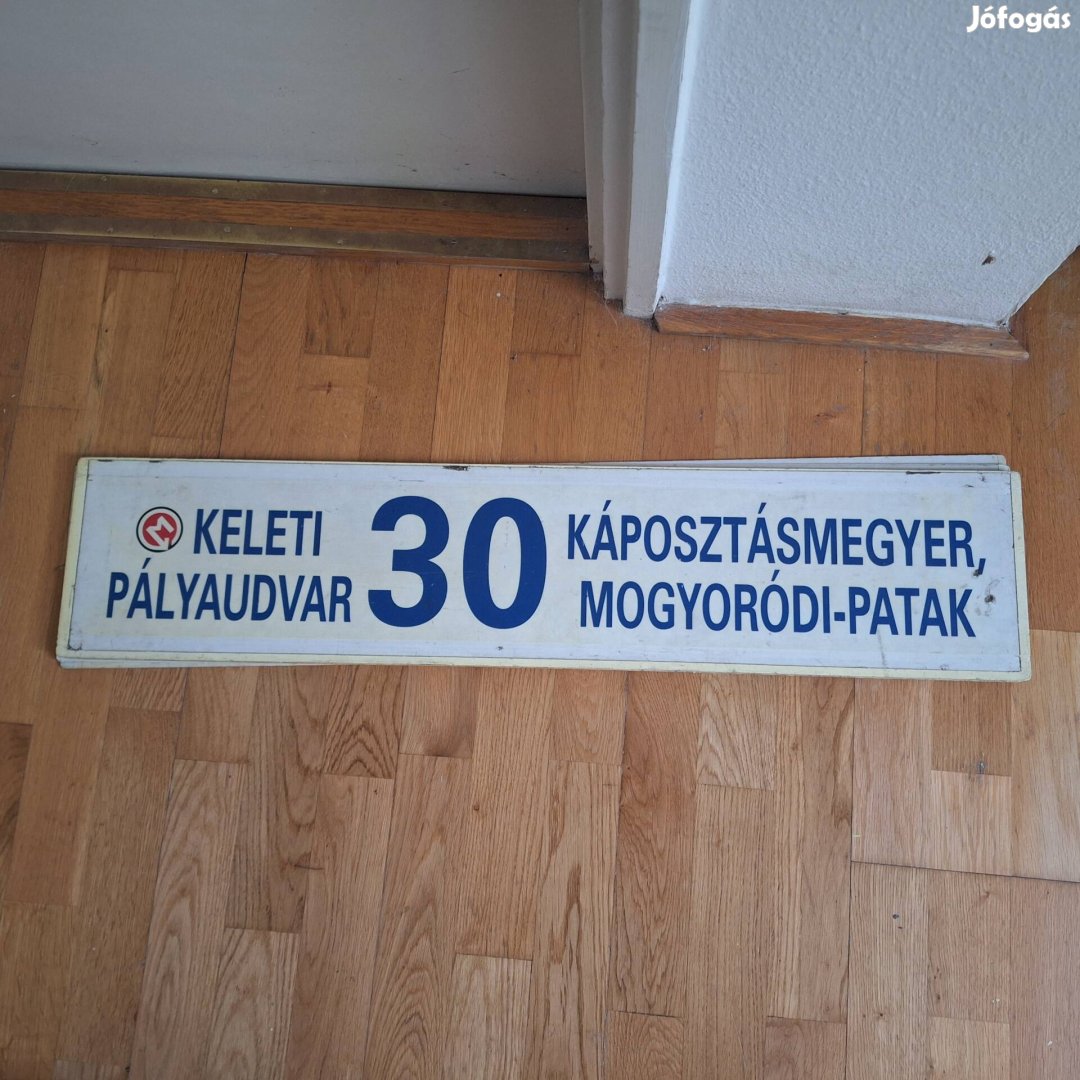 Jófogás
M KELETI
PÁLYAUDVAR
30
KÁPOSZTÁSMEGYER,
MOGYORÓDI-PATAK